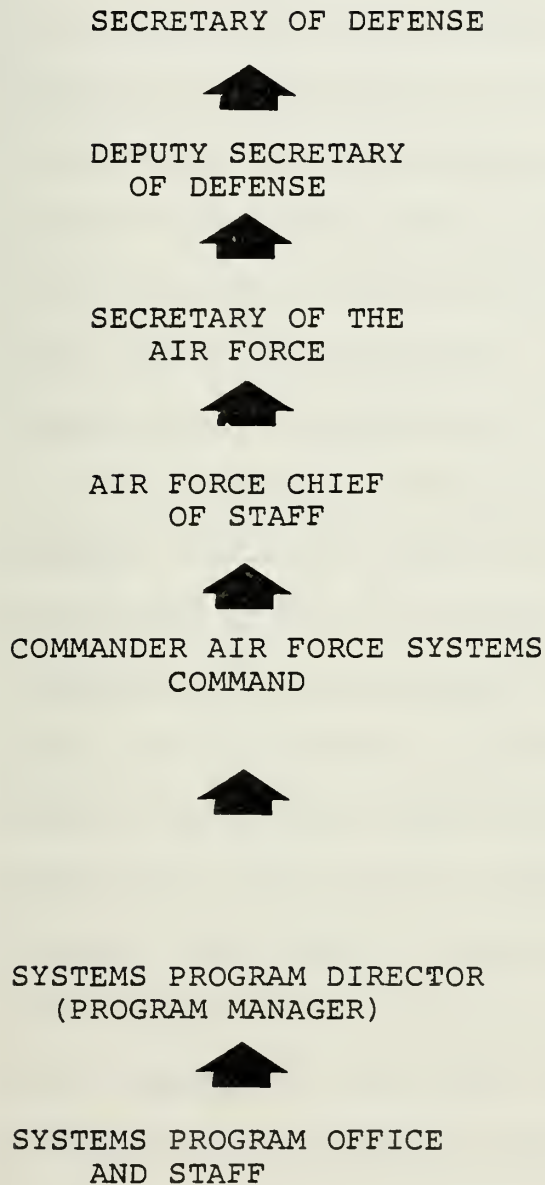 SECRETARY OF DEFENSE
DEPUTY SECRETARY
OF DEFENSE
SECRETARY OF THE
AIR FORCE
AIR FORCE CHIEF
OF STAFF
COMMANDER AIR FORCE SYSTEMS
COMMAND
SYSTEMS PROGRAM DIRECTOR
(PROGRAM MANAGER)
SYSTEMS PROGRAM OFFICE
AND STAFF